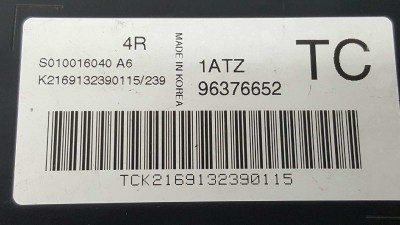 4R
S010016040 A6
K2169132390115/239
MADE IN KOREA
1ATZ
96376652
TC
TCK2169132390115